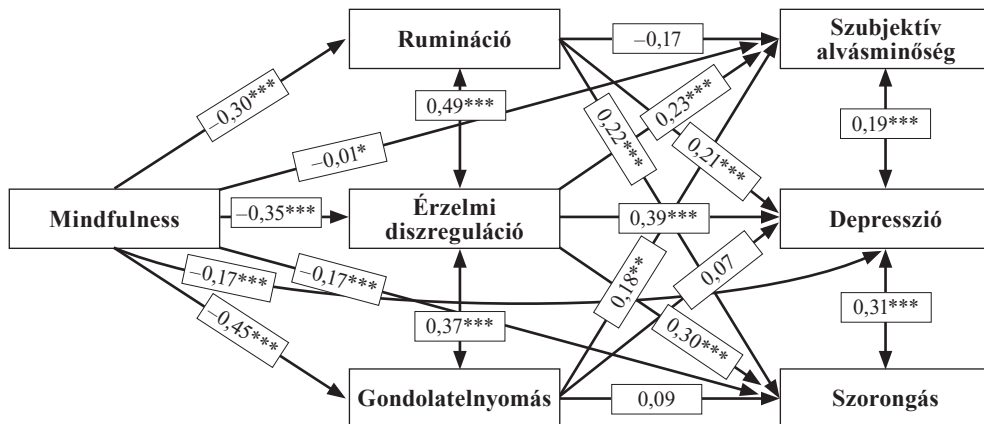 Rumináció
–0,17
Szubjektív
alvásminőség
–0,30***
0,49***
0,23***
0,22***
0,19***
–0,01*
0,21***
Mindfulness
–0,35***
Érzelmi
diszreguláció
0,39***
Depresszió
–0,17***
–0,17***
0,07
0,18**
–0,45***
0,37***
0,30***
0,31***
Gondolatelnyomás
0,09
Szorongás